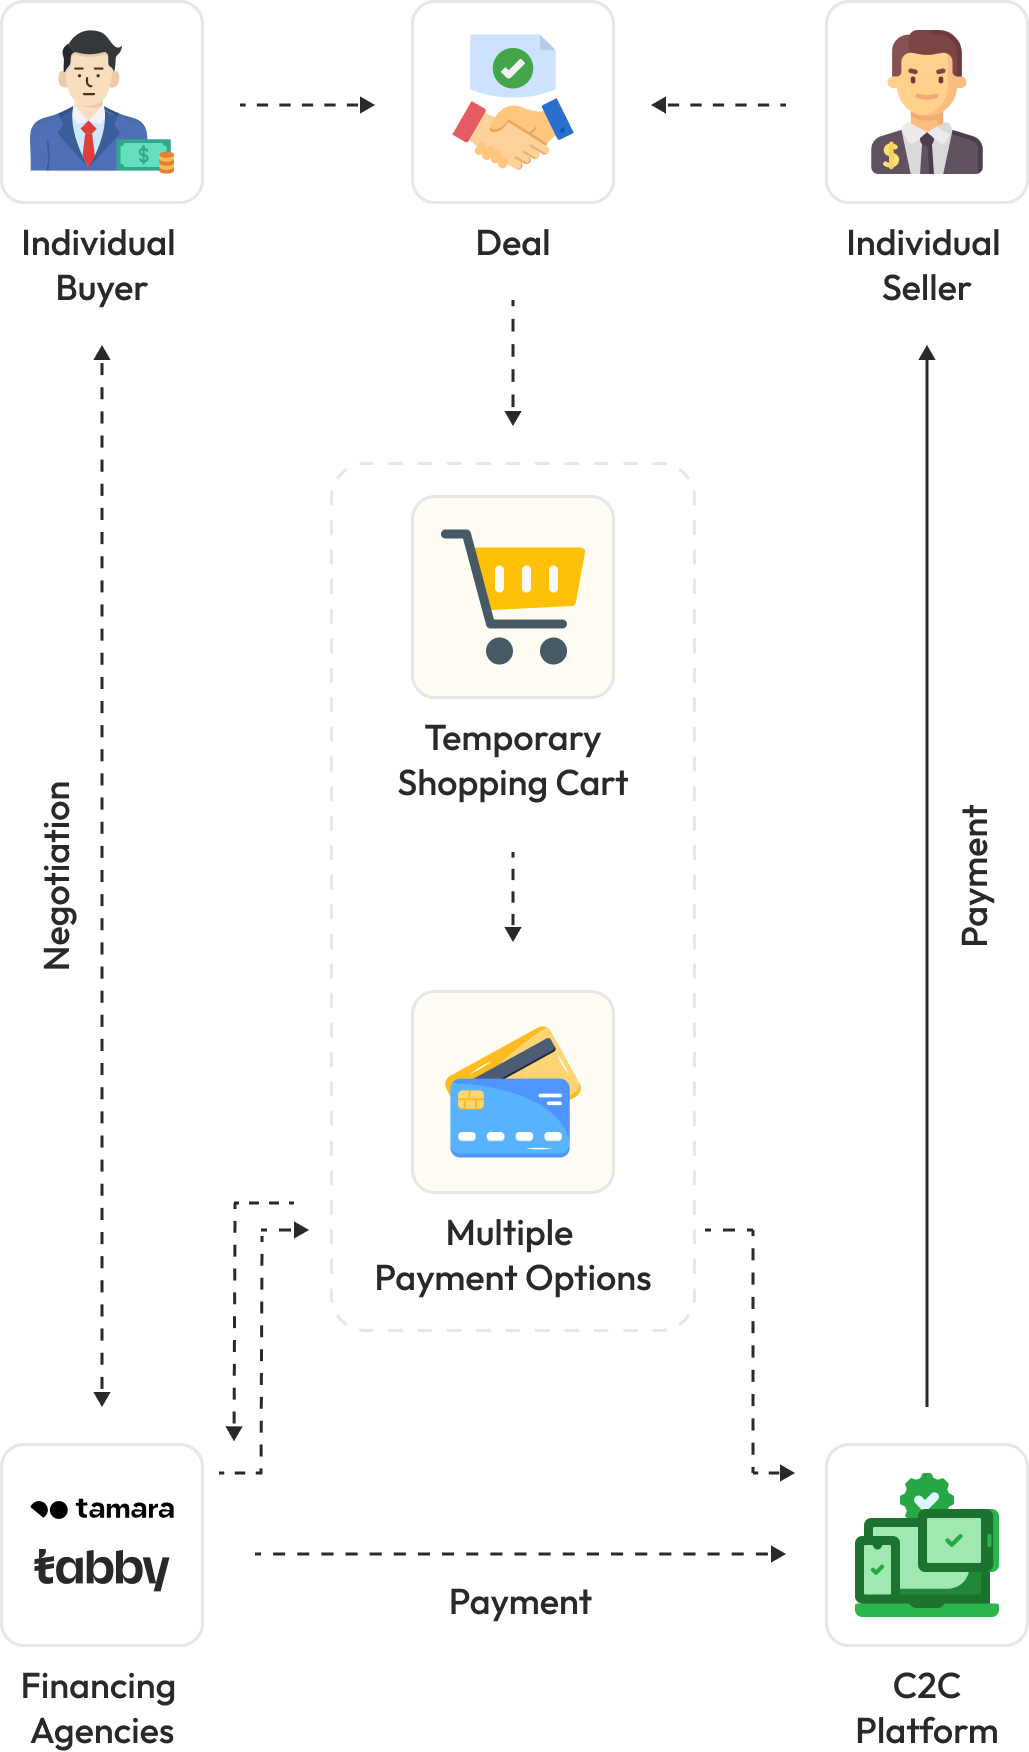 Individual
Buyer
Deal
Individual
Seller
Temporary
Shopping Cart
Negotiation
Payment
Multiple
Payment Options
tamara
tabby
Payment
Financing
Agencies
C2C
Platform